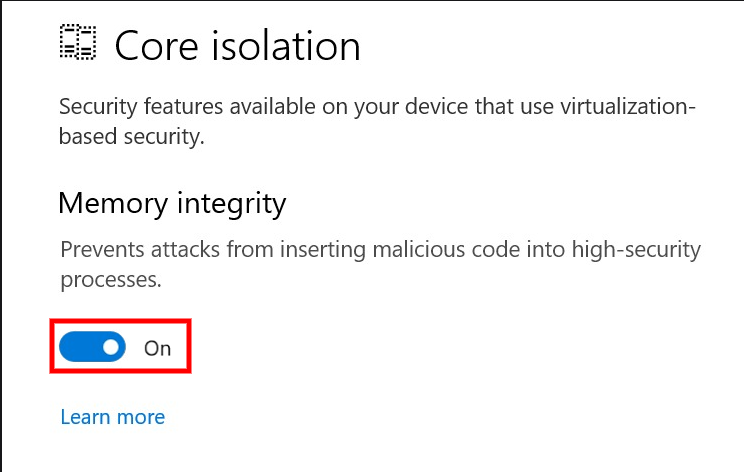 Core isolation
Security features available on your device that use virtualization-
based security.
Memory integrity
Prevents attacks from inserting malicious code into high-security
processes.
On
Learn more